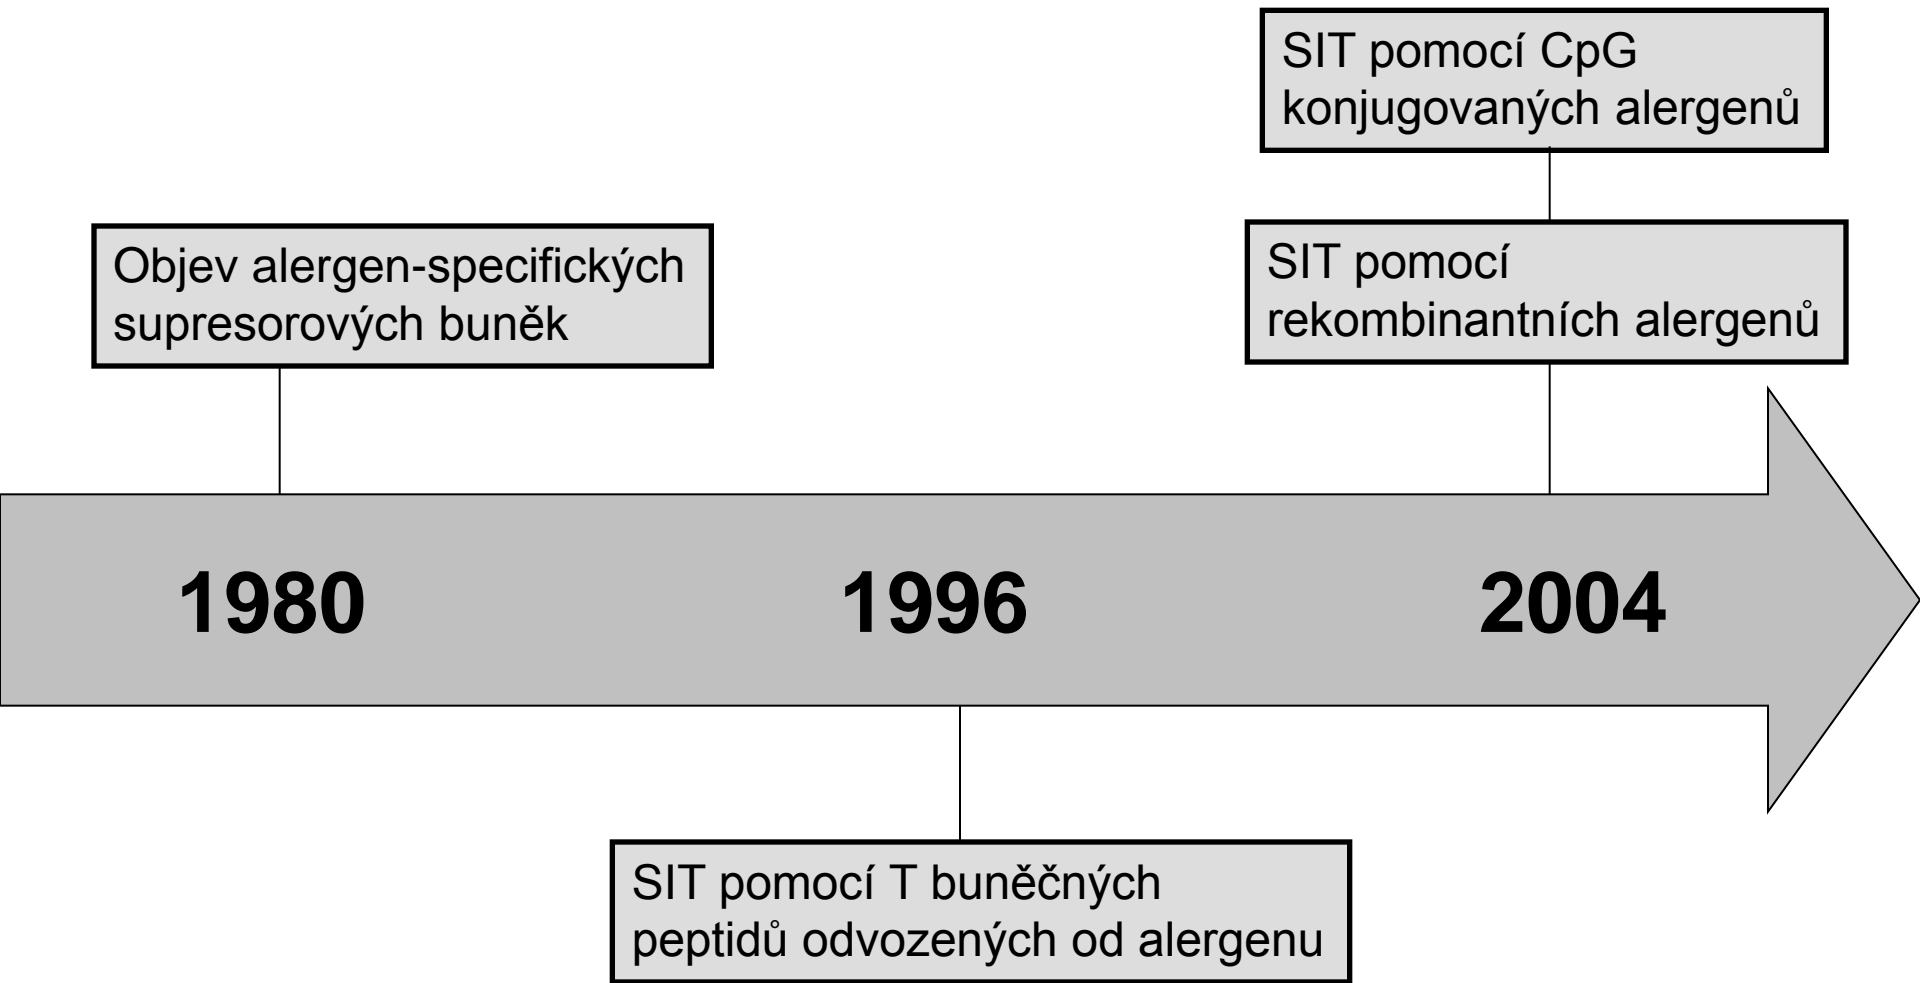 SIT pomocí CpG
konjugovaných alergenů
Objev alergen-specifických
supresorových buněk
SIT pomocí
rekombinantních alergenů
1980
1996
2004
SIT pomocí T buněčných
peptidů odvozených od alergenu